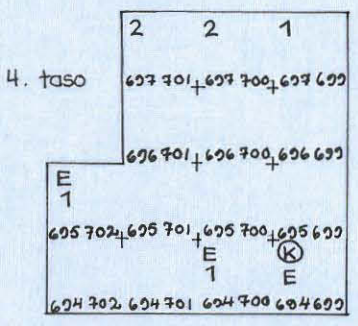 2 2 1
4. taso
697 701 + 697 700 + 697 699
696 701 + 696 700 + 696 699
E
1
695 702 + 695 701 + 695 700 + 695 699
E K
1 E
694 702 694 701 694 700 684 699